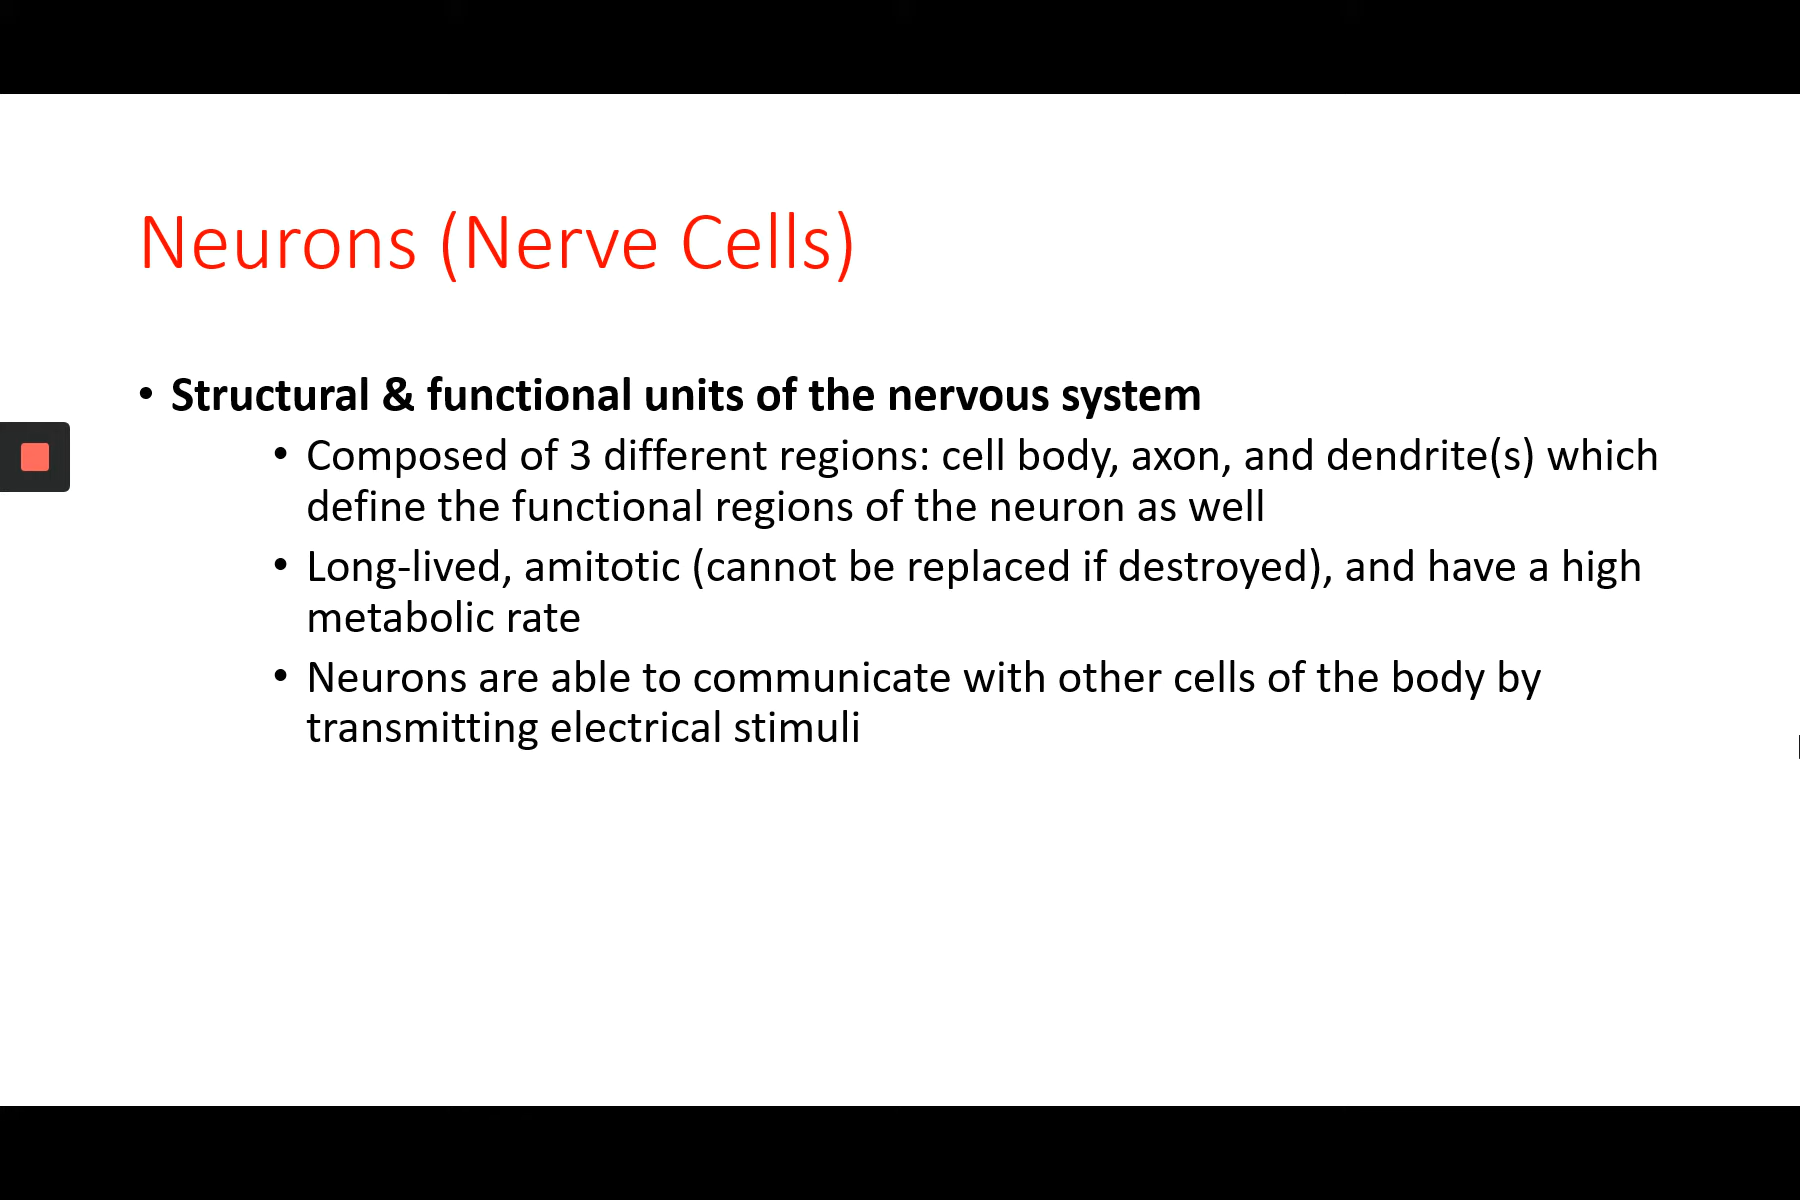 Neurons (Nerve Cells)
• Structural & functional units of the nervous system
• Composed of 3 different regions: cell body, axon, and dendrite(s) which
define the functional regions of the neuron as well
• Long-lived, amitotic (cannot be replaced if destroyed), and have a high
metabolic rate
• Neurons are able to communicate with other cells of the body by
transmitting electrical stimuli